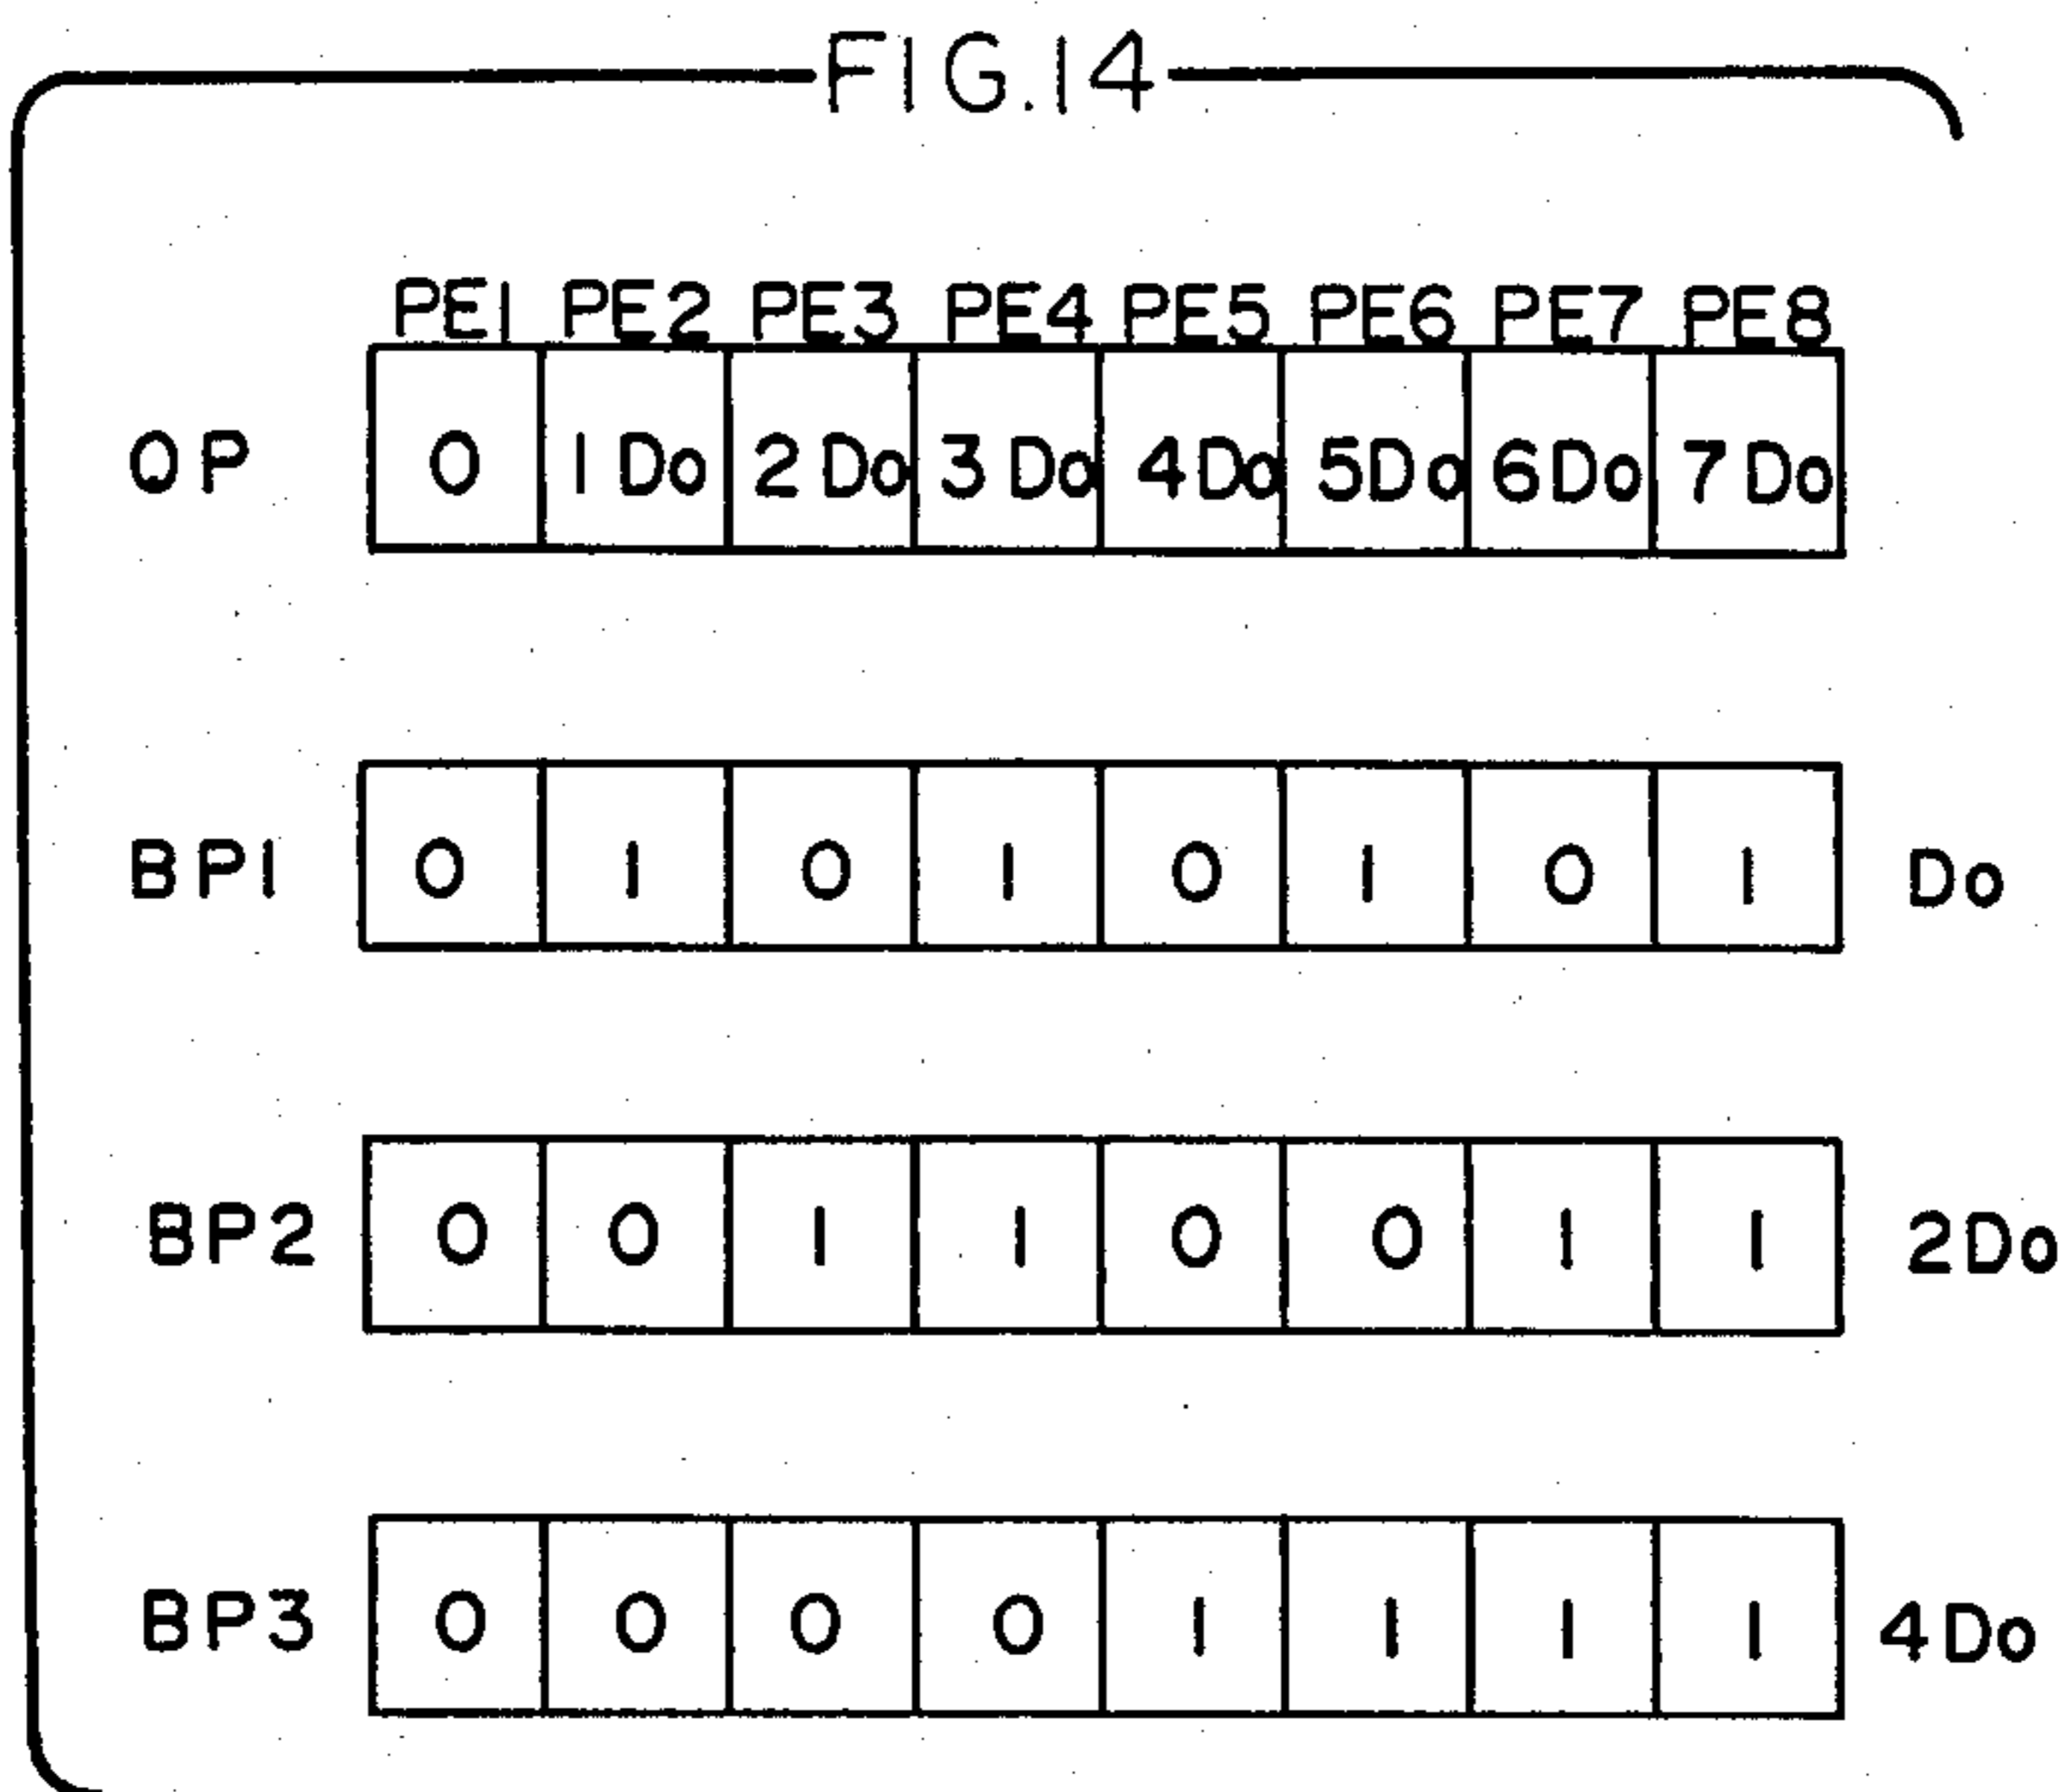 FIG.14
PE1 PE2 PE3 PE4 PE5 PE6 PE7 PE8
OP 0 1Do 2Do 3Do 4Do 5Do 6Do 7Do
BP1 0 1 0 1 0 1 0 1 Do
BP2 0 0 1 1 0 0 1 1 2Do
BP3 0 0 0 0 1 1 1 1 4Do